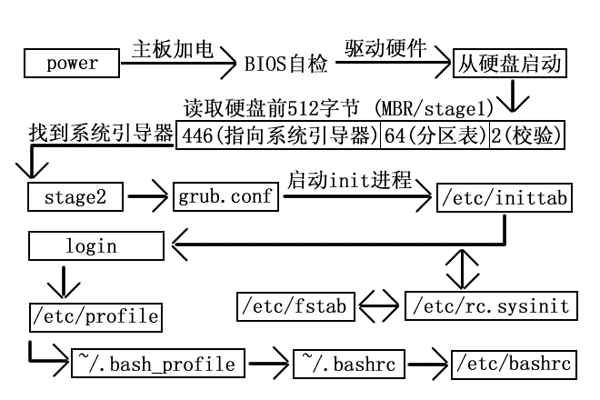 主板加电 驱动硬件
power BIOS自检 从硬盘启动
读取硬盘前512字节 (MBR/stage1)
找到系统引导器 446(指向系统引导器) 64(分区表) 2(校验)
启动init进程
stage2 grub.conf /etc/inittab
login
/etc/profile /etc/fstab /etc/rc.sysinit
~/.bash_profile ~/.bashrc /etc/bashrc